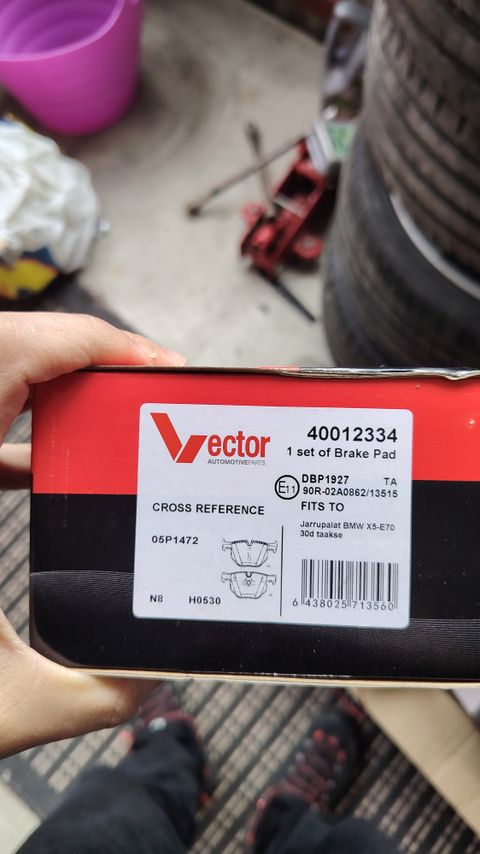 Vector
AUTOMOTIVEPARTS
40012334
1 set of Brake Pad
E11
DBP1927 TA
90R-02A0862/13515
CROSS REFERENCE
FITS TO
05P1472
Jarrupalat BMW X5-E70
30d taakse
N8 H0530
6 438025 713560